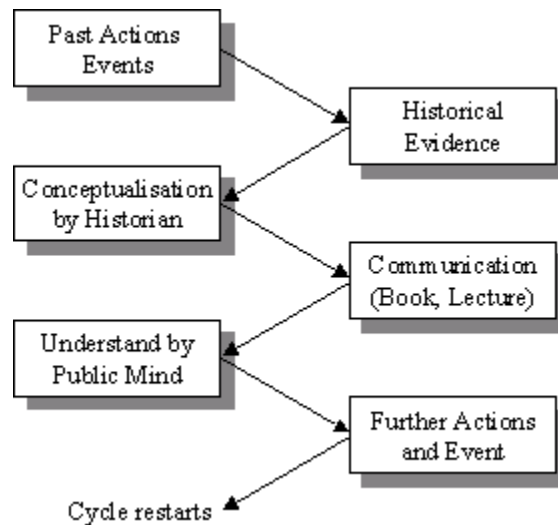 Past Actions
Events
Historical
Evidence
Conceptualisation
by Historian
Communication
(Book, Lecture)
Understand by
Public Mind
Further Actions
and Event
Cycle restarts